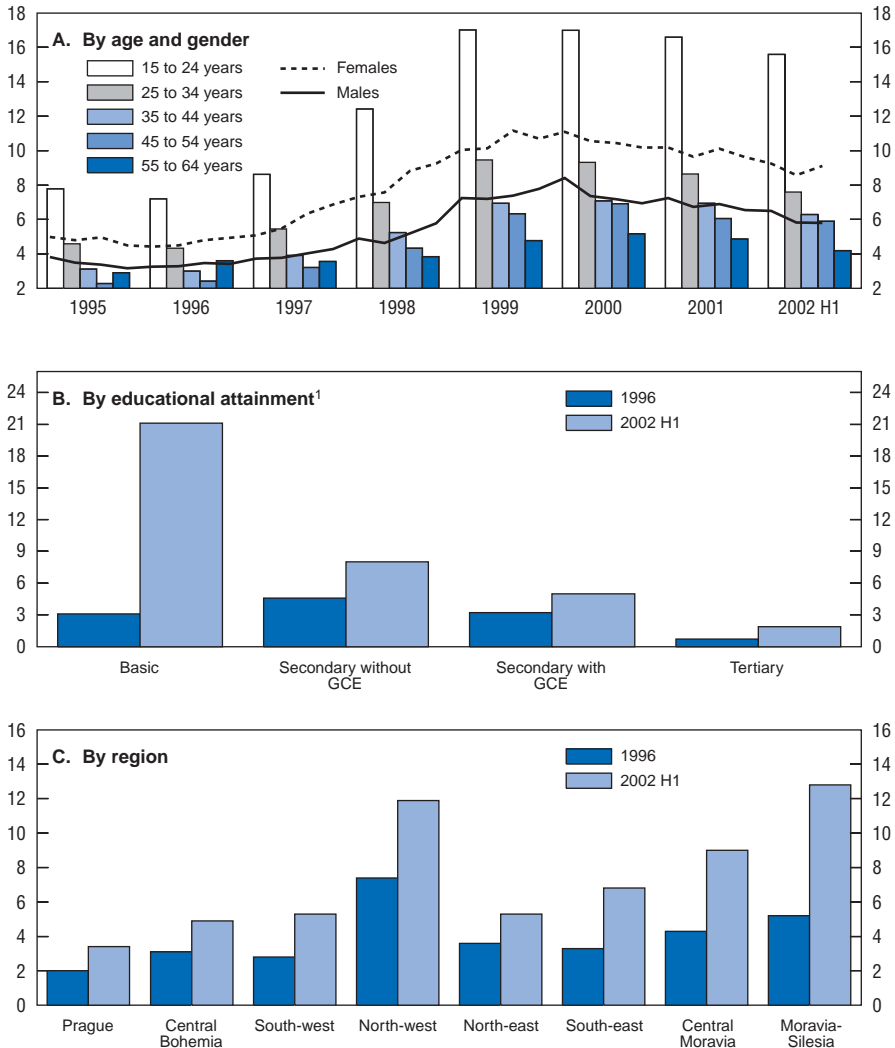 A. By age and gender
15 to 24 years
25 to 34 years
35 to 44 years
45 to 54 years
55 to 64 years
Females
Males
18 18
16 16
14 14
12 12
10 10
8 8
6 6
4 4
2 2
1995 1996 1997 1998 1999 2000 2001 2002 H1
B. By educational attainment¹
1996
2002 H1
24 24
21 21
18 18
15 15
12 12
9 9
6 6
3 3
0 0
Basic Secondary without Secondary with Tertiary
GCE GCE
C. By region
1996
2002 H1
16 16
14 14
12 12
10 10
8 8
6 6
4 4
2 2
0 0
Prague Central South-west North-west North-east South-east Central Moravia-
Bohemia Moravia Silesia